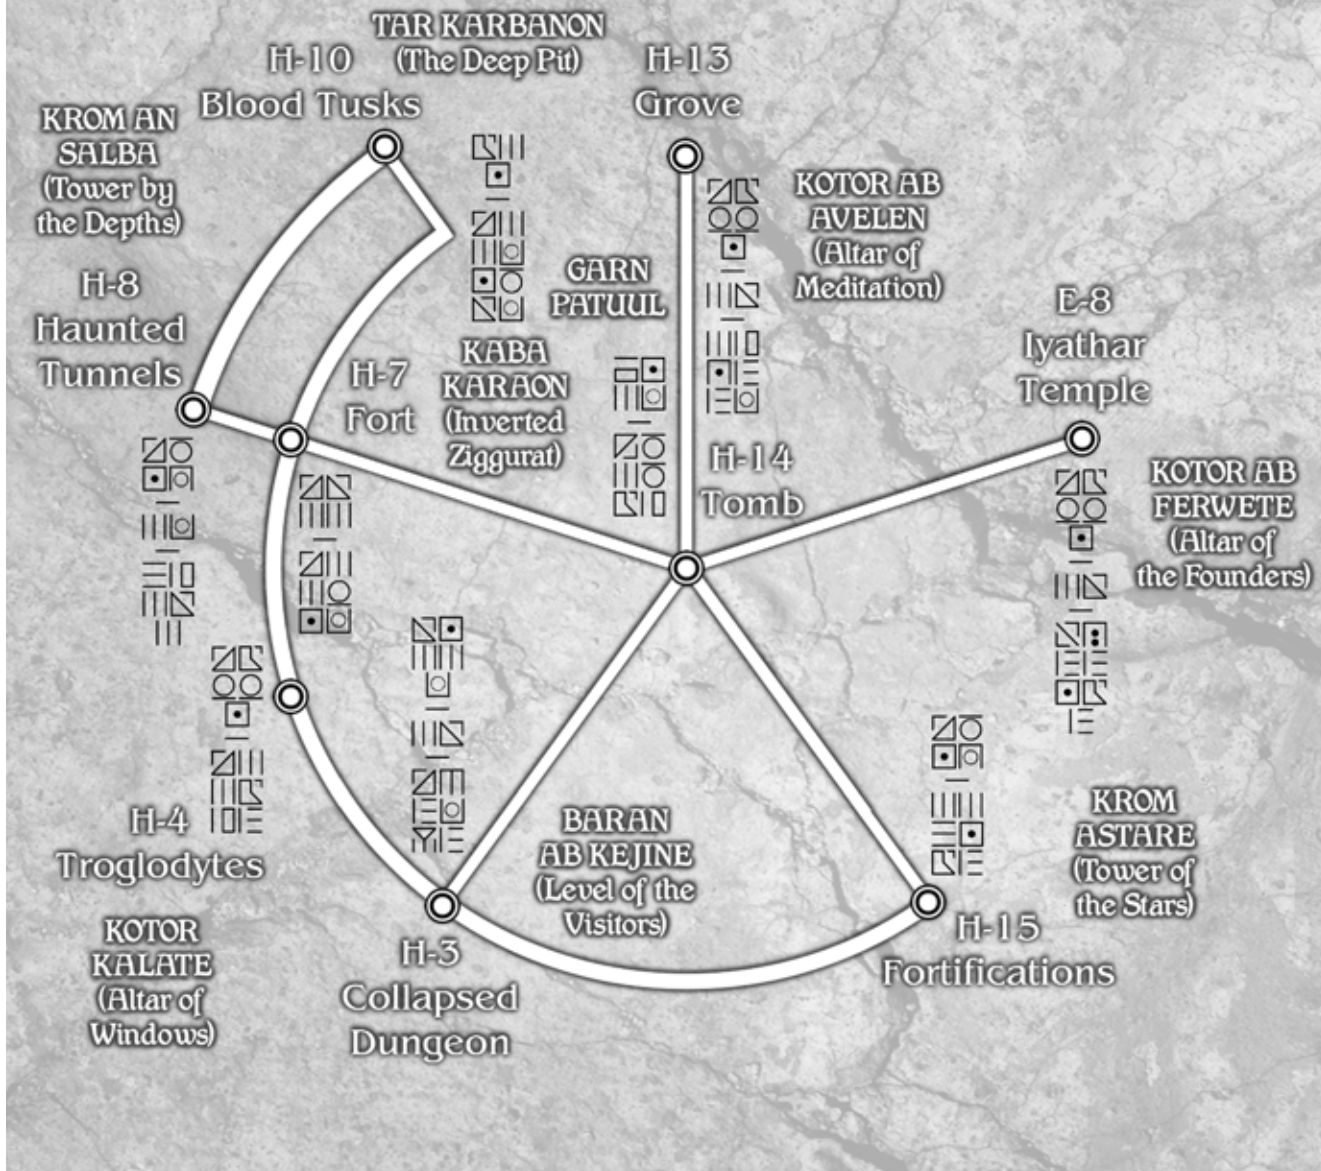 TAR KARBANON
(The Deep Pit)
H-10
Blood Tusks
H-13
Grove
KROM AN
SALBA
(Tower by
the Depths)
KOTOR AB
AVELEN
(Altar of
Meditation)
GARN
PATUUL
H-8
Haunted
Tunnels
E-8
Iyathar
Temple
KABA
KARAON
(Inverted
Ziggurat)
H-7
Fort
H-14
Tomb
KOTOR AB
FERWETE
(Altar of
the Founders)
H-4
Troglodytes
BARAN
AB KEJINE
(Level of the
Visitors)
KROM
ASTARE
(Tower of
the Stars)
KOTOR
KALATE
(Altar of
Windows)
H-3
Collapsed
Dungeon
H-15
Fortifications